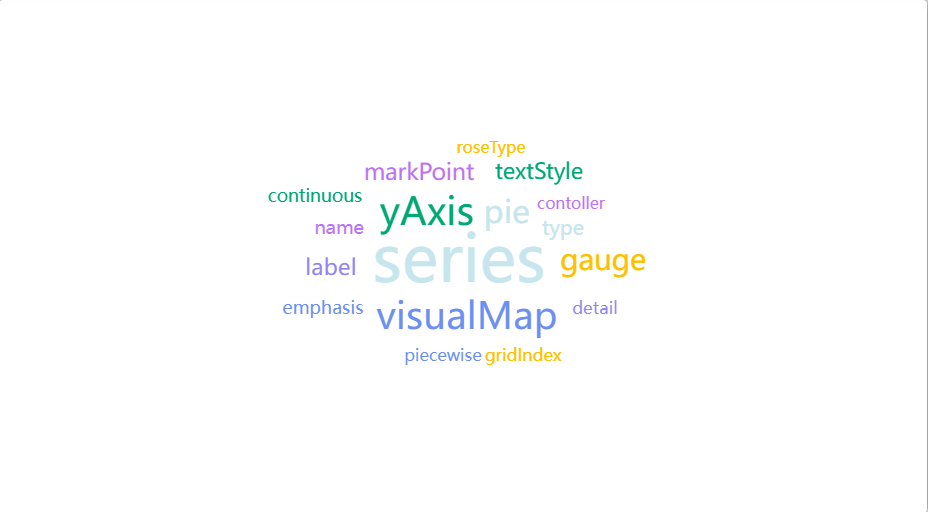 roseType
markPoint textStyle
continuous
yAxis pie contoller
name type
series
label gauge
emphasis visualMap detail
piecewise gridIndex